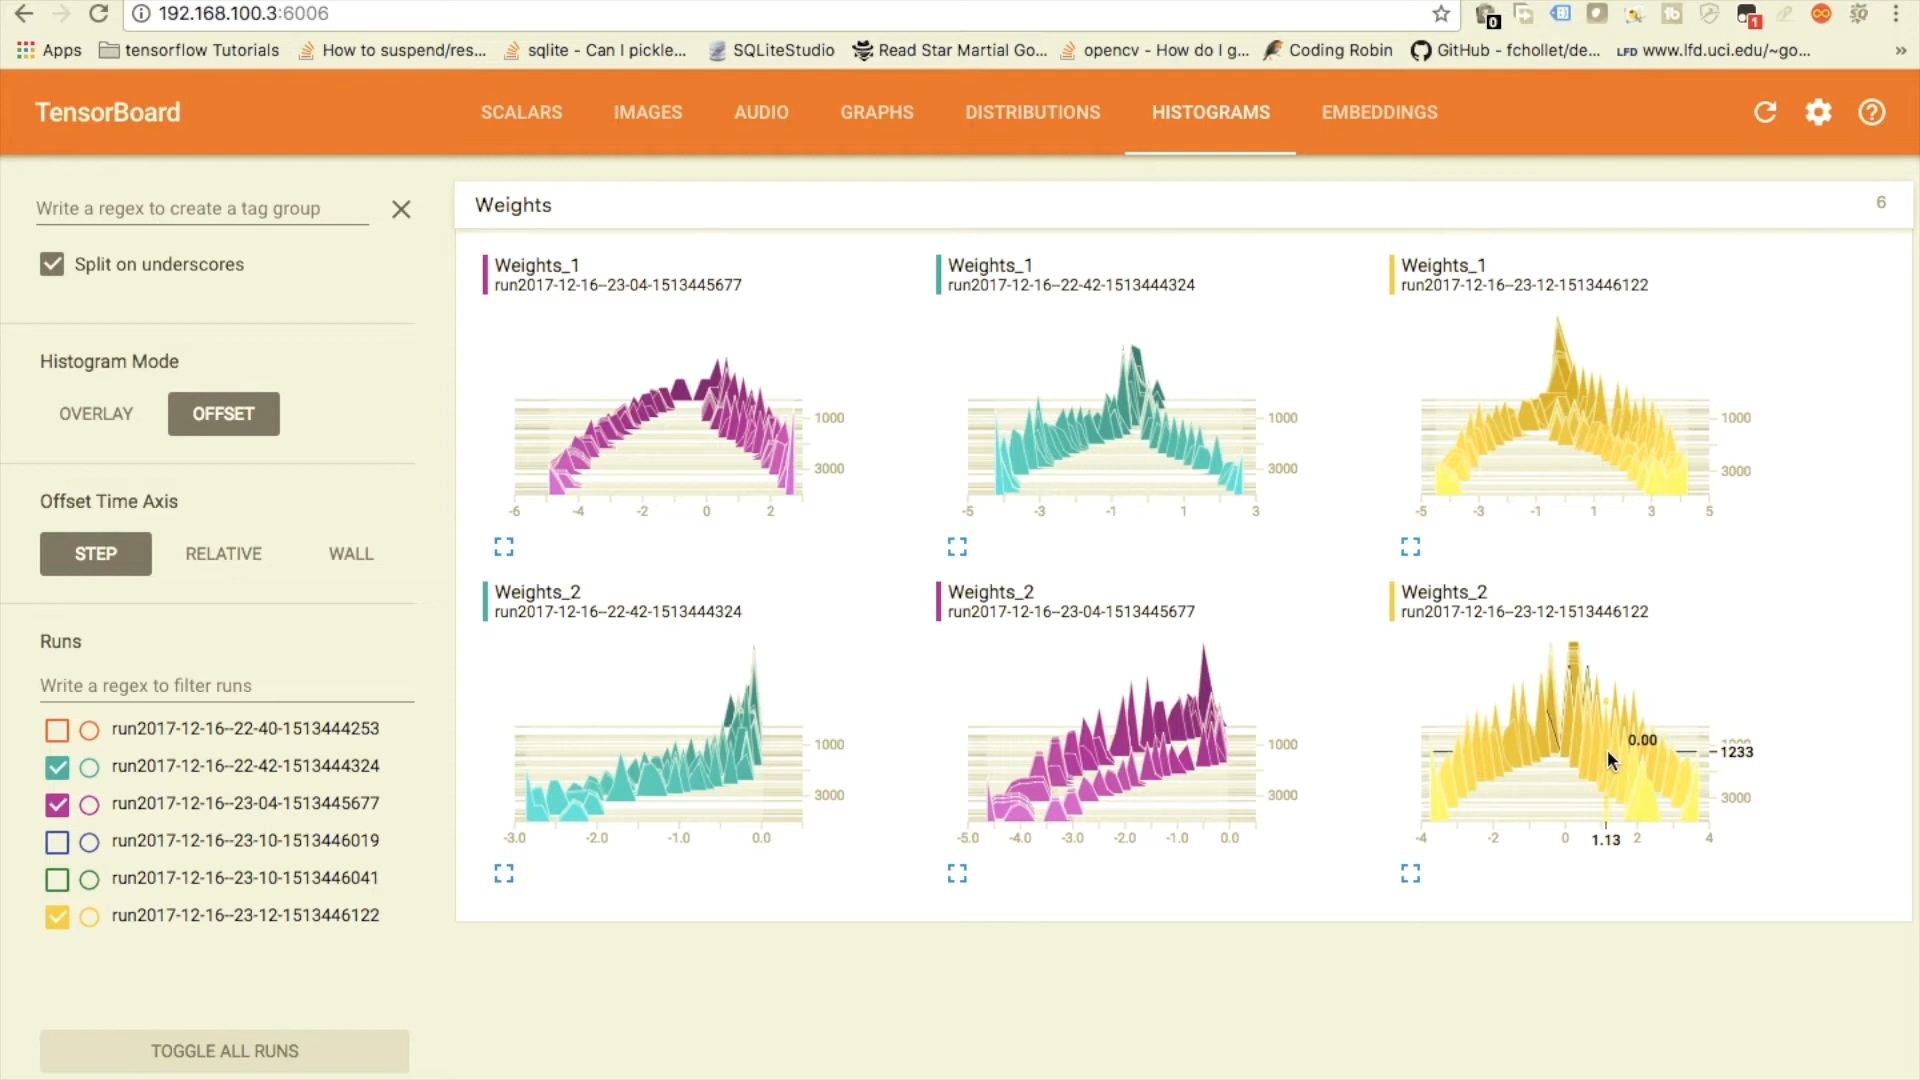 192.168.100.3:6006
0
1
Apps
tensorflow Tutorials
How to suspend/res...
sqlite - Can I pickle...
SQLiteStudio
Read Star Martial Go...
opencv - How do I g...
Coding Robin
GitHub - fchollet/de...
LFD www.lfd.uci.edu/~go...
»
TensorBoard
SCALARS
IMAGES
AUDIO
GRAPHS
DISTRIBUTIONS
HISTOGRAMS
EMBEDDINGS
Write a regex to create a tag group
Split on underscores
Histogram Mode
OVERLAY
OFFSET
Offset Time Axis
STEP
RELATIVE
WALL
Runs
Write a regex to filter runs
run2017-12-16--22-40-1513444253
run2017-12-16--22-42-1513444324
run2017-12-16--23-04-1513445677
run2017-12-16--23-10-1513446019
run2017-12-16--23-10-1513446041
run2017-12-16--23-12-1513446122
TOGGLE ALL RUNS
Weights
6
Weights_1
run2017-12-16--23-04-1513445677
1000
3000
-6 -4 -2 0 2
Weights_1
run2017-12-16--22-42-1513444324
1000
3000
-5 -3 -1 1 3
Weights_1
run2017-12-16--23-12-1513446122
1000
3000
-5 -3 -1 1 3 5
Weights_2
run2017-12-16--22-42-1513444324
1000
3000
-3.0 -2.0 -1.0 0.0
Weights_2
run2017-12-16--23-04-1513445677
1000
3000
-5.0 -4.0 -3.0 -2.0 -1.0 0.0
Weights_2
run2017-12-16--23-12-1513446122
0.00
1233
3000
-4 -2 0 1.13 2 4